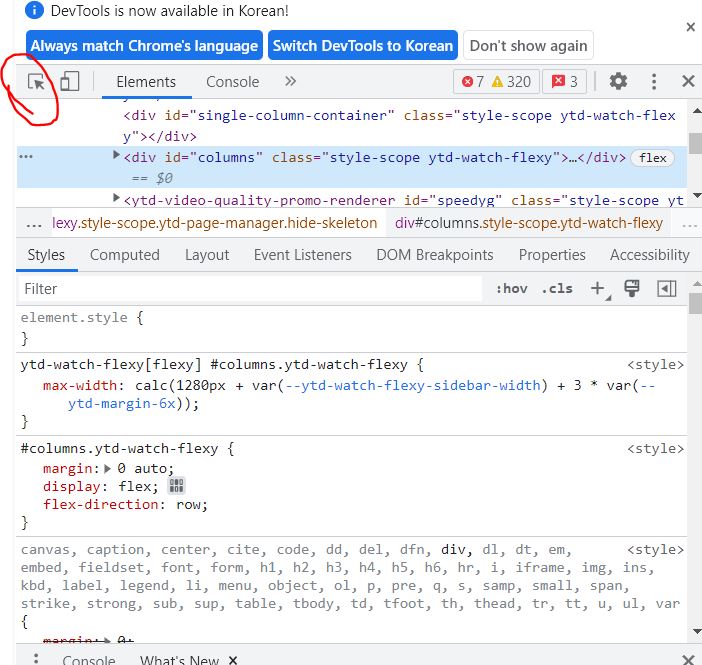 DevTools is now available in Korean!
Always match Chrome's language Switch DevTools to Korean Don't show again
Elements Console 7 320 3
<div id="single-column-container" class="style-scope ytd-watch-flex
y"></div>
<div id="columns" class="style-scope ytd-watch-flexy">…</div> flex
== $0
<ytd-video-quality-promo-renderer id="speedyg" class="style-scope yt
... lexy.style-scope.ytd-page-manager.hide-skeleton div#columns.style-scope.ytd-watch-flexy ...
Styles Computed Layout Event Listeners DOM Breakpoints Properties Accessibility
Filter :hov .cls
element.style {
}
ytd-watch-flexy[flexy] #columns.ytd-watch-flexy { <style>
max-width: calc(1280px + var(--ytd-watch-flexy-sidebar-width) + 3 * var(--
ytd-margin-6x));
}
#columns.ytd-watch-flexy { <style>
margin: 0 auto;
display: flex;
flex-direction: row;
}
canvas, caption, center, cite, code, dd, del, dfn, div, dl, dt, em, <style>
embed, fieldset, font, form, h1, h2, h3, h4, h5, h6, hr, i, iframe, img, ins,
kbd, label, legend, li, menu, object, ol, p, pre, q, s, samp, small, span,
strike, strong, sub, sup, table, tbody, td, tfoot, th, thead, tr, tt, u, ul, var
{
margin: 0;
Console What's New